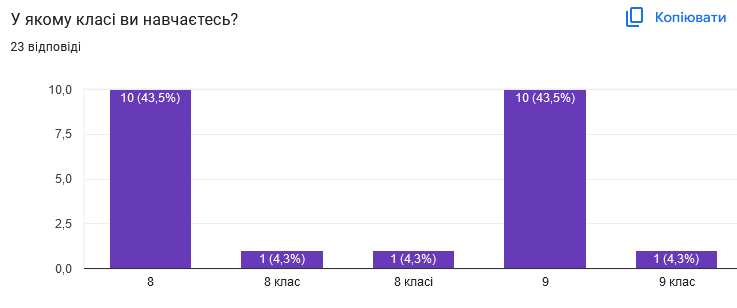 У якому класі ви навчаєтесь?
Копіювати
23 відповіді
10,0
7,5
5,0
2,5
0,0
10 (43,5%)
1 (4,3%)
1 (4,3%)
10 (43,5%)
1 (4,3%)
8
8 клас
8 класі
9
9 клас